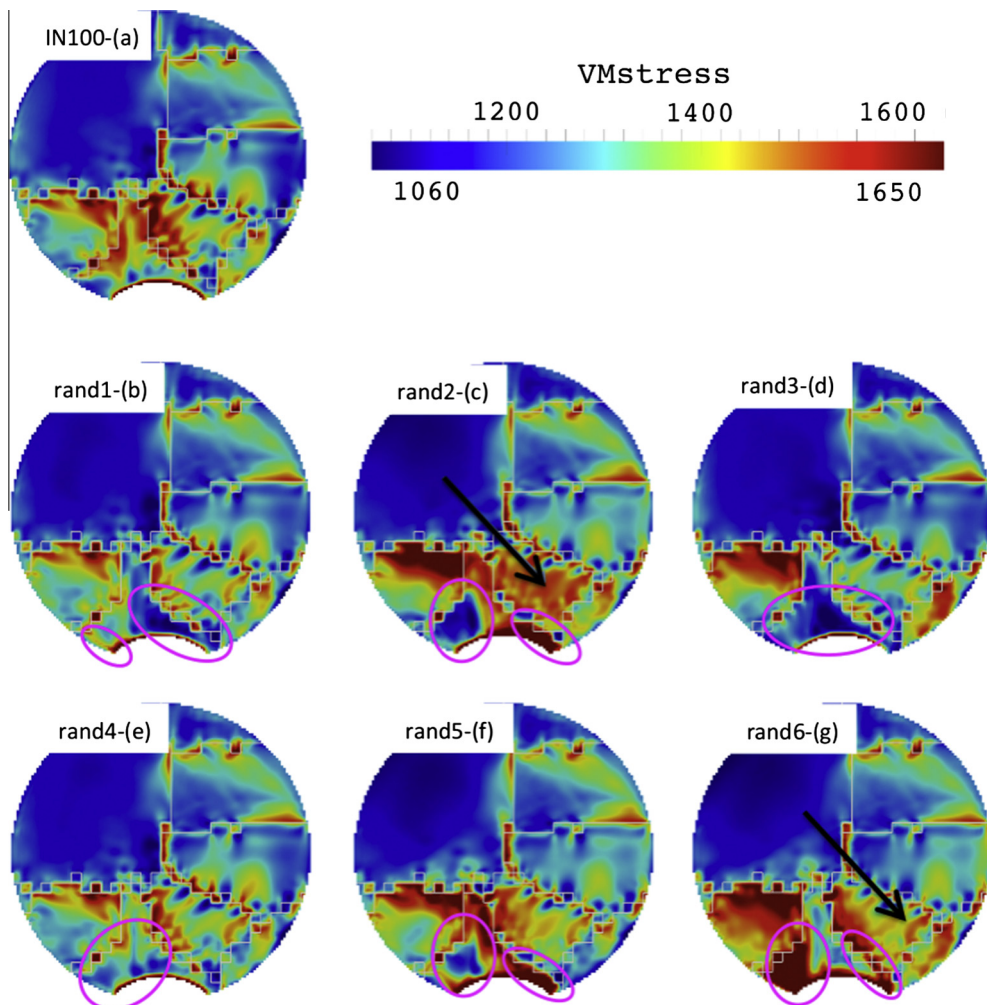 IN100-(a)
VMstress
1200 1400 1600
1060 1650
rand1-(b)
rand2-(c)
rand3-(d)
rand4-(e)
rand5-(f)
rand6-(g)